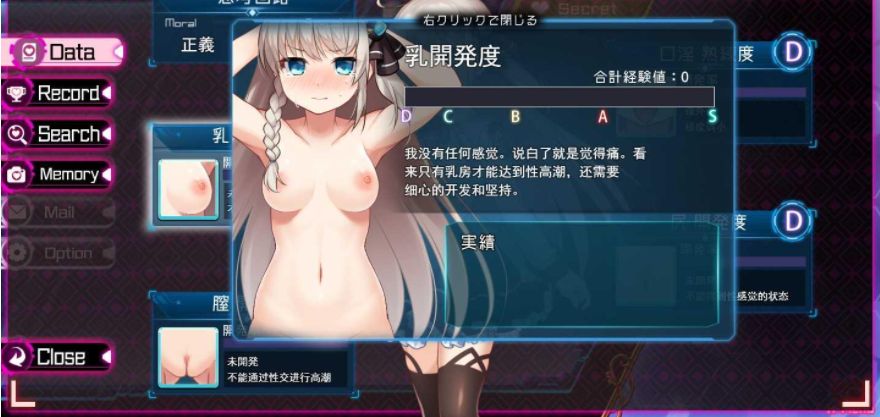 Moral
正義
右クリックで閉じる
Secret
Data
Record
Search
Memory
Mail
Option
Close
乳開発度
合計経験値：0
D C B A S
我没有任何感觉。说白了就是觉得痛。看
来只有乳房才能达到性高潮，还需要
细心的开发和坚持。
実績
乳
度
D
度
D
感觉的状态
膣
未開発
不能通过性交进行高潮